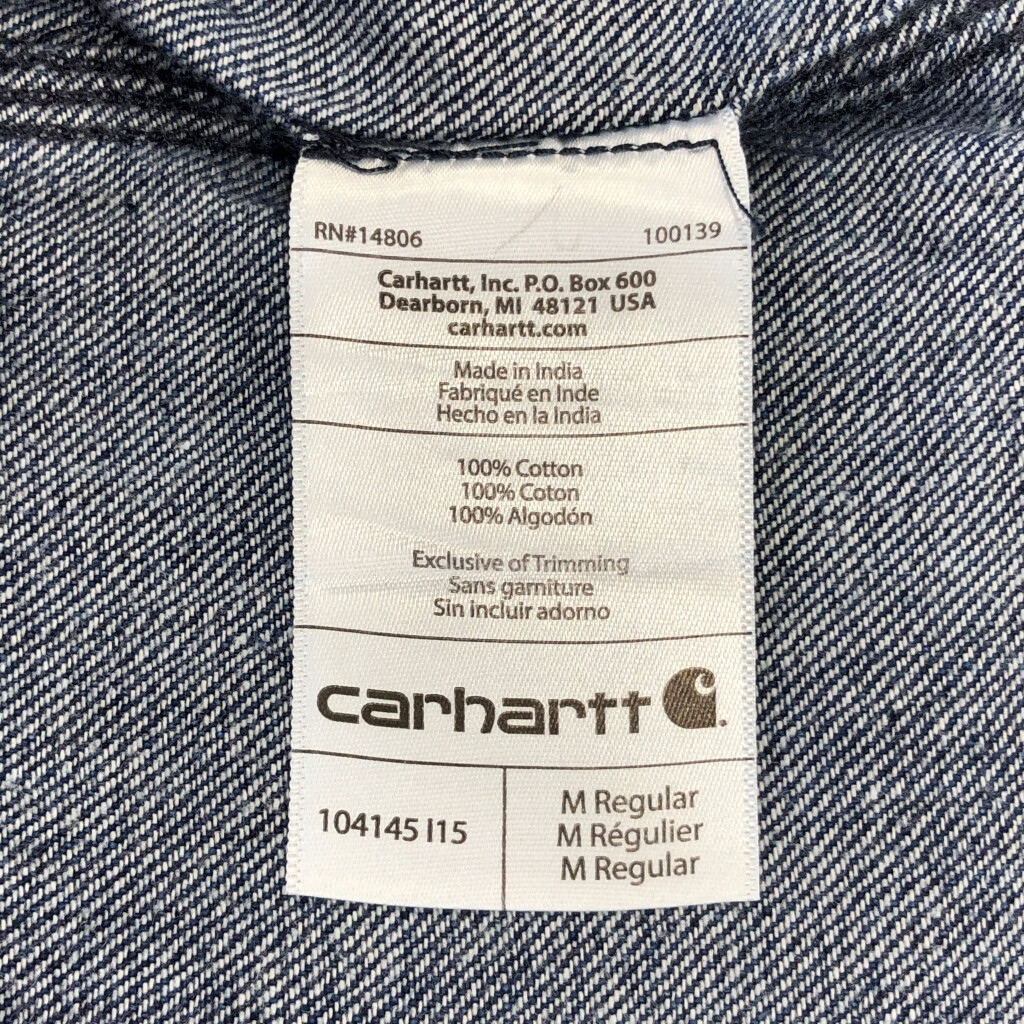 RN#14806 100139
Carhartt, Inc. P.O. Box 600
Dearborn, MI 48121 USA
carhartt.com
Made in India
Fabriqué en Inde
Hecho en la India
100% Cotton
100% Coton
100% Algodón
Exclusive of Trimming
Sans garniture
Sin incluir adorno
carhartt
104145 I15
M Regular
M Régulier
M Regular